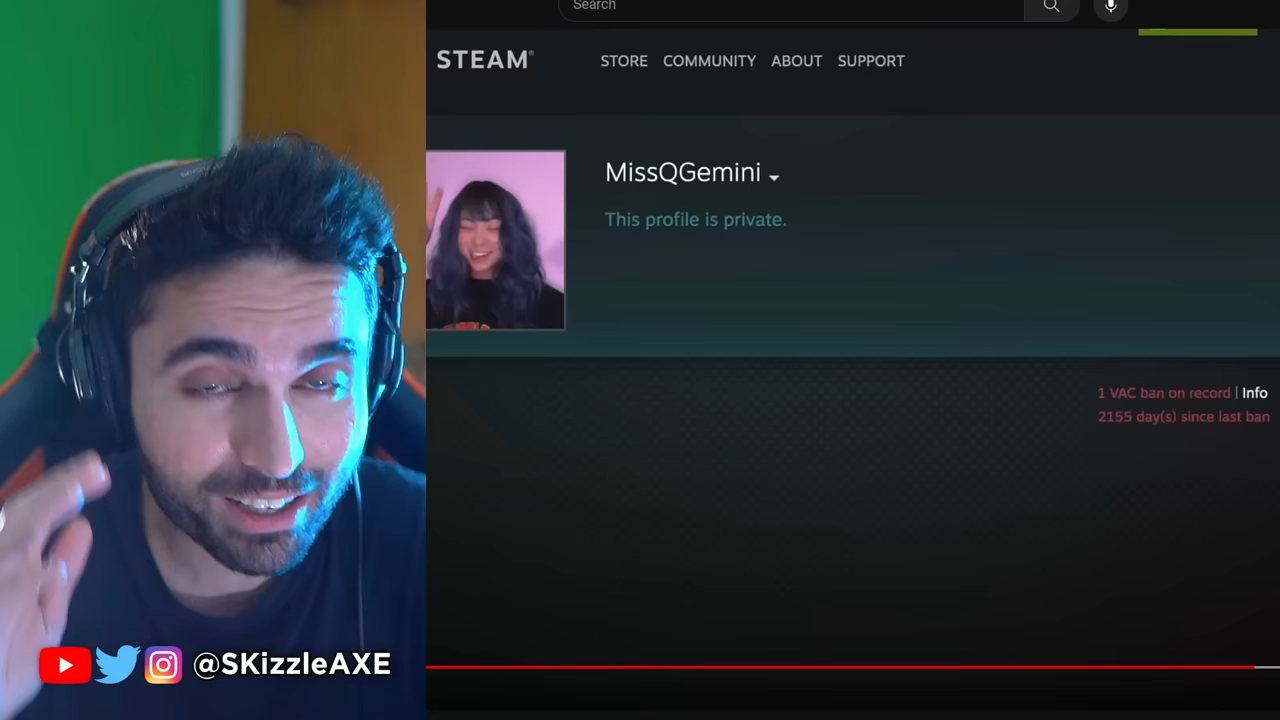 Search
STEAM®
STORE COMMUNITY ABOUT SUPPORT
MissQGemini
This profile is private.
1 VAC ban on record | Info
2155 day(s) since last ban
@SKizzleAXE